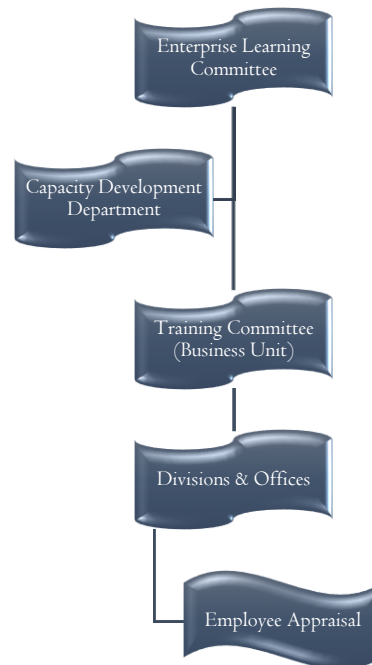 Enterprise Learning
Committee
Capacity Development
Department
Training Committee
(Business Unit)
Divisions & Offices
Employee Appraisal